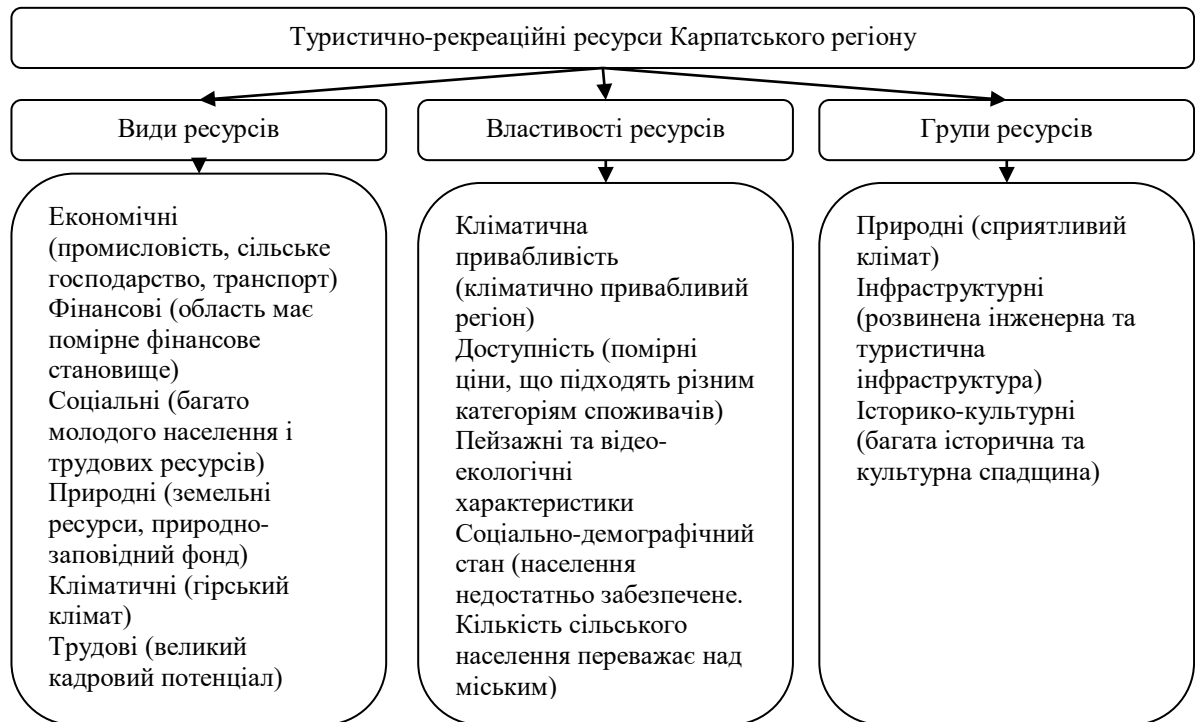 Туристично-рекреаційні ресурси Карпатського регіону
Види ресурсів
Властивості ресурсів
Групи ресурсів
Економічні
(промисловість, сільське
господарство, транспорт)
Фінансові (область має
помірне фінансове
становище)
Соціальні (багато
молодого населення і
трудових ресурсів)
Природні (земельні
ресурси, природно-
заповідний фонд)
Кліматичні (гірський
клімат)
Трудові (великий
кадровий потенціал)
Кліматична
привабливість
(кліматично привабливий
регіон)
Доступність (помірні
ціни, що підходять різним
категоріям споживачів)
Пейзажні та відео-
екологічні
характеристики
Соціально-демографічний
стан (населення
недостатньо забезпечене.
Кількість сільського
населення переважає над
міським)
Природні (сприятливий
клімат)
Інфраструктурні
(розвинена інженерна та
туристична
інфраструктура)
Історико-культурні
(багата історична та
культурна спадщина)